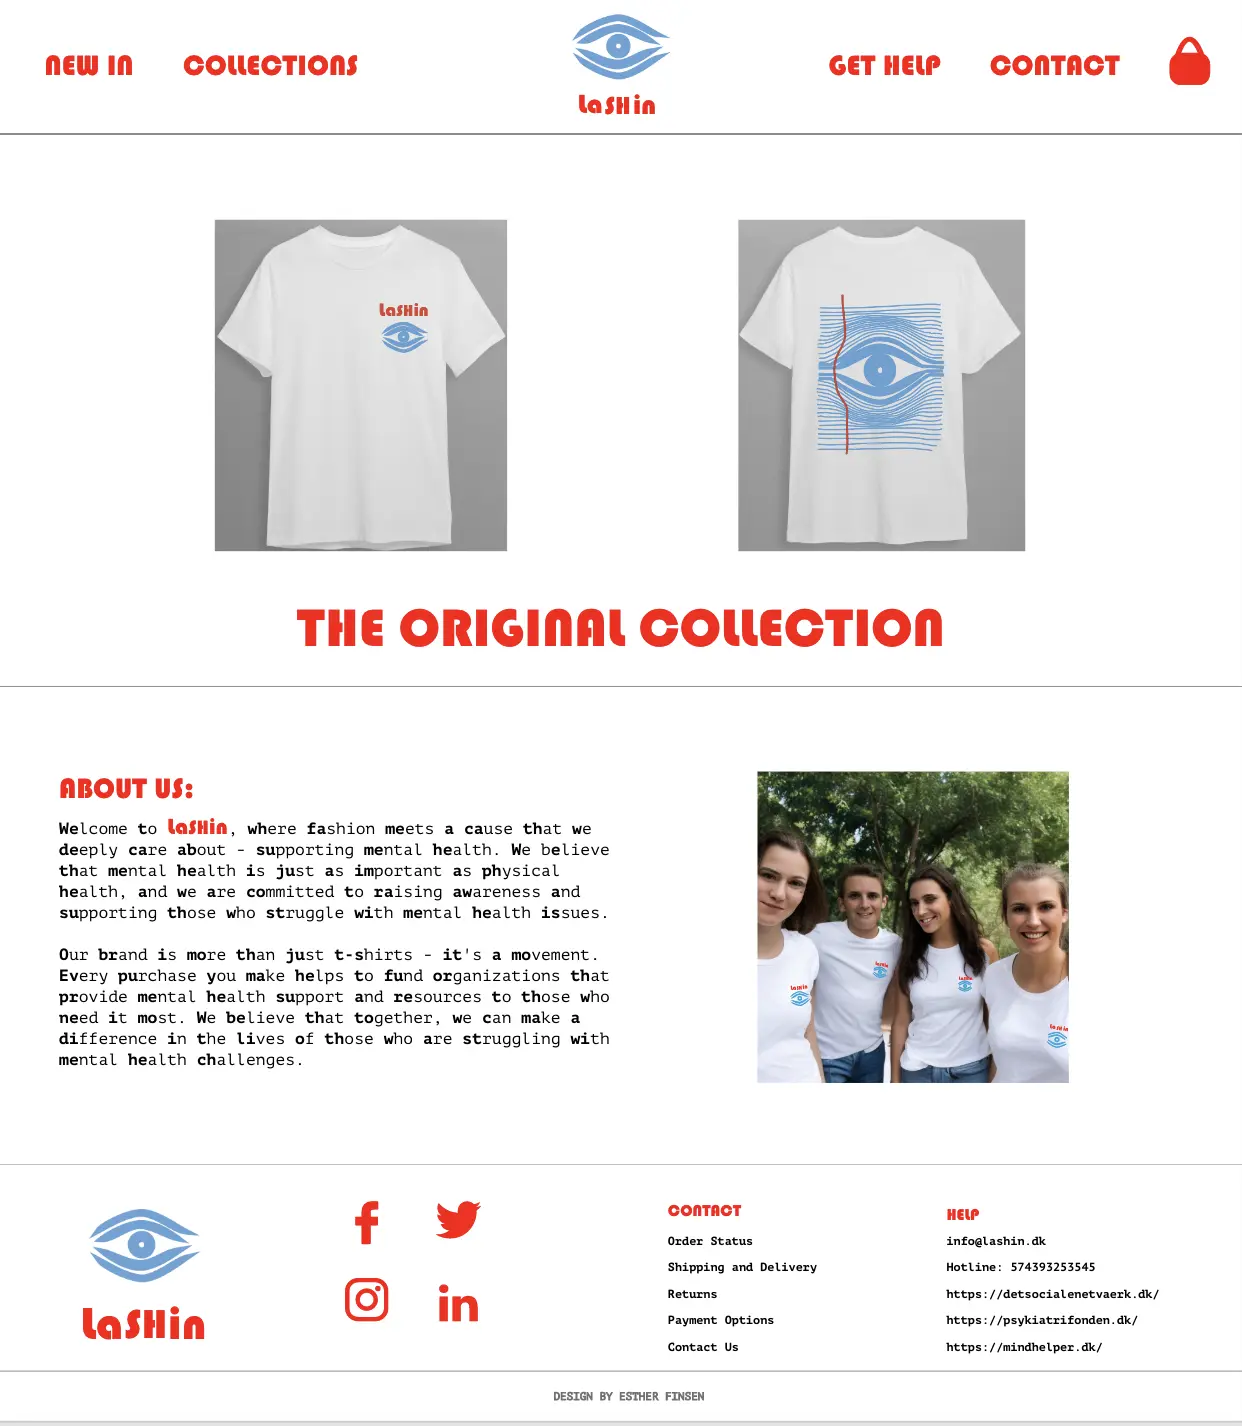 NEW IN
COLLECTIONS
LaSHin
GET HELP
CONTACT
LaSHin
THE ORIGINAL COLLECTION
ABOUT US:
Welcome to LaSHin, where fashion meets a cause that we
deeply care about - supporting mental health. We believe
that mental health is just as important as physical
health, and we are committed to raising awareness and
supporting those who struggle with mental health issues.
Our brand is more than just t-shirts - it's a movement.
Every purchase you make helps to fund organizations that
provide mental health support and resources to those who
need it most. We believe that together, we can make a
difference in the lives of those who are struggling with
mental health challenges.
LaSHin
LaSHin
LaSHin
LaSHin
LaSHin
CONTACT
Order Status
Shipping and Delivery
Returns
Payment Options
Contact Us
HELP
info@lashin.dk
Hotline: 574393253545
https://detsocialenetvaerk.dk/
https://psykiatrifonden.dk/
https://mindhelper.dk/
DESIGN BY ESTHER FINSEN